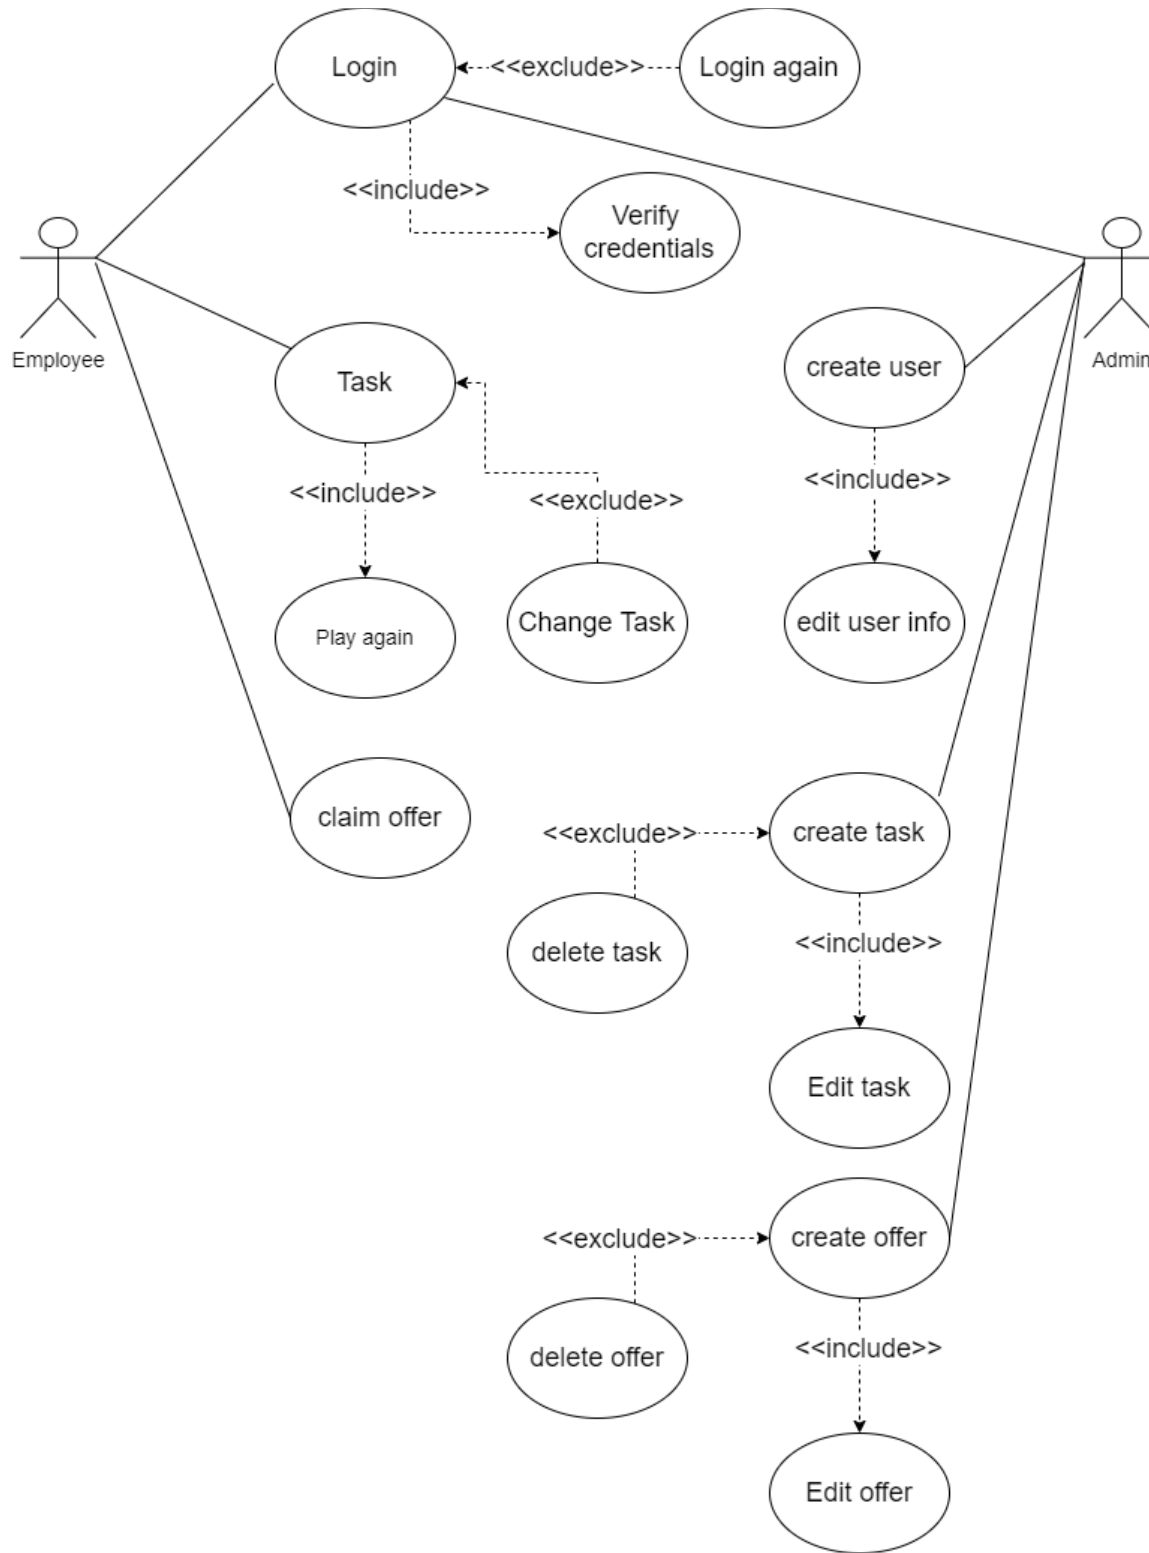 Login
<<exclude>>
Login again
<<include>>
Verify
credentials
Employee
Admin
Task
create user
<<include>>
<<exclude>>
<<include>>
Play again
Change Task
edit user info
claim offer
<<exclude>>
create task
delete task
<<include>>
Edit task
<<exclude>>
create offer
delete offer
<<include>>
Edit offer